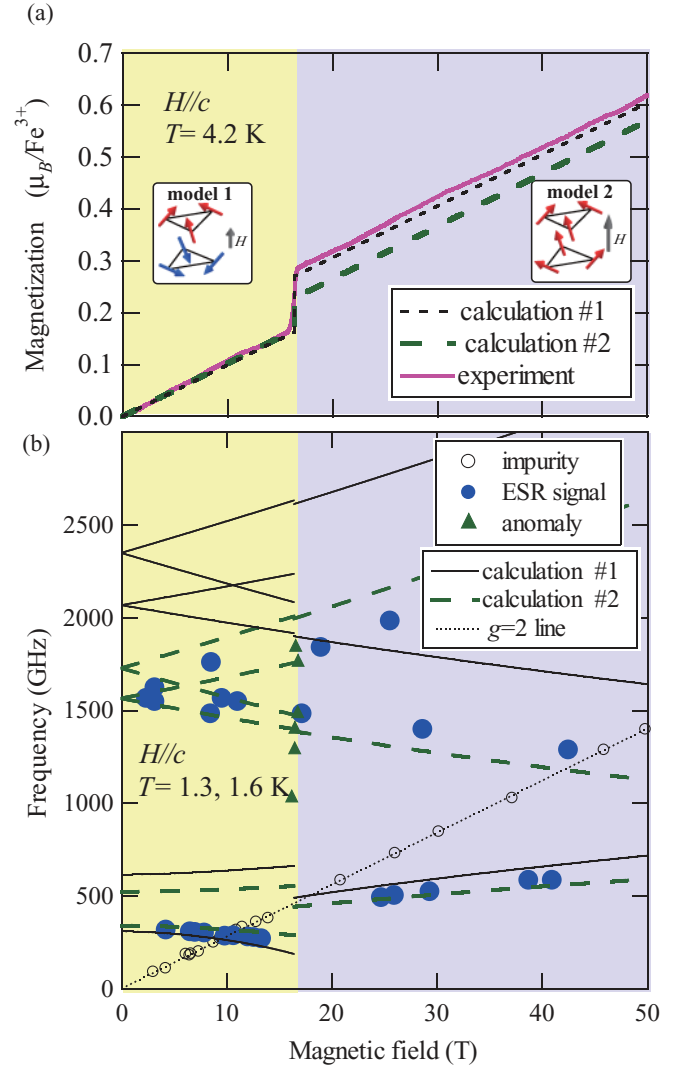 (a)
0.7
0.6
0.5
0.4
0.3
0.2
0.1
0.0
Magnetization (μB/Fe3+)
H//c
T= 4.2 K
model 1
H
model 2
H
calculation #1
calculation #2
experiment
(b)
2500
2000
1500
1000
500
0
Frequency (GHz)
impurity
ESR signal
anomaly
calculation #1
calculation #2
g=2 line
H//c
T= 1.3, 1.6 K
0
10
20
30
40
50
Magnetic field (T)